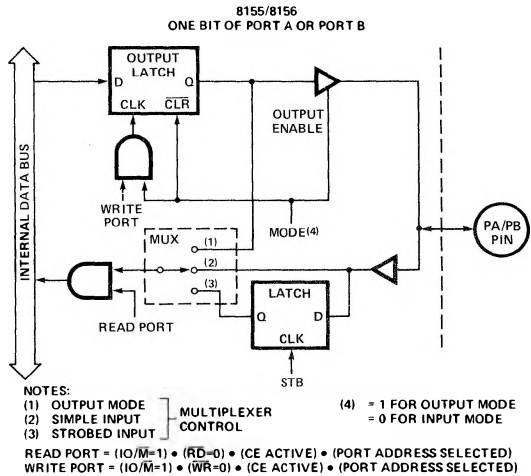 8155/8156
ONE BIT OF PORT A OR PORT B
OUTPUT
LATCH
D
Q
CLK
C̅L̅R̅
OUTPUT
ENABLE
WRITE
PORT
MODE(4)
INTERNAL DATA BUS
MUX
(1)
(2)
(3)
PA/PB
PIN
READ PORT
LATCH
Q
D
CLK
STB
NOTES:
(1) OUTPUT MODE
(2) SIMPLE INPUT
(3) STROBED INPUT
MULTIPLEXER
CONTROL
(4) = 1 FOR OUTPUT MODE
= 0 FOR INPUT MODE
READ PORT = (IO/M̅=1) • (R̅D̅=0) • (CE ACTIVE) • (PORT ADDRESS SELECTED)
WRITE PORT = (IO/M̅=1) • (W̅R̅=0) • (CE ACTIVE) • (PORT ADDRESS SELECTED)